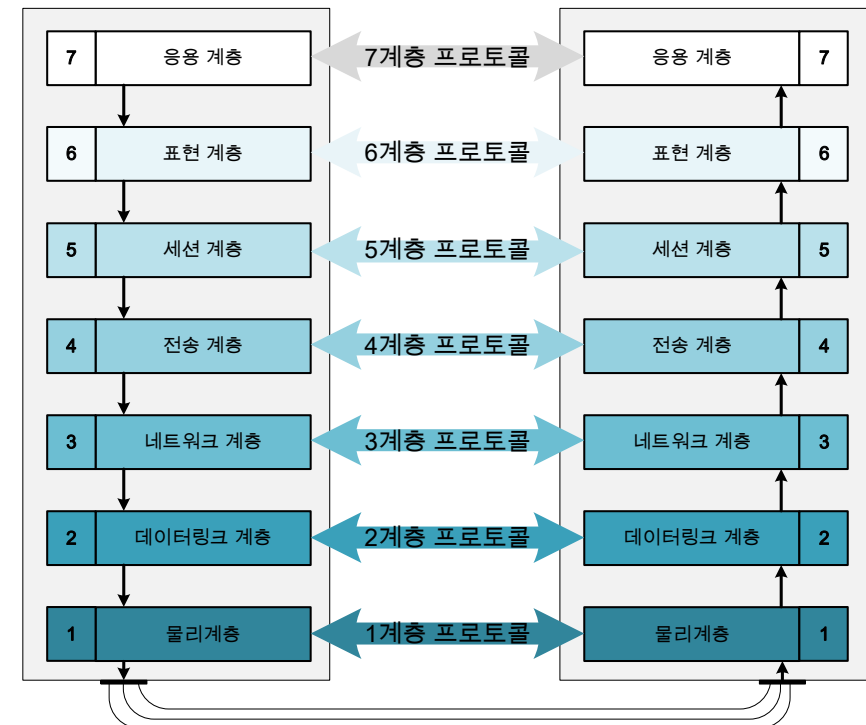 7 응용 계층 7계층 프로토콜 응용 계층 7
6 표현 계층 6계층 프로토콜 표현 계층 6
5 세션 계층 5계층 프로토콜 세션 계층 5
4 전송 계층 4계층 프로토콜 전송 계층 4
3 네트워크 계층 3계층 프로토콜 네트워크 계층 3
2 데이터링크 계층 2계층 프로토콜 데이터링크 계층 2
1 물리계층 1계층 프로토콜 물리계층 1